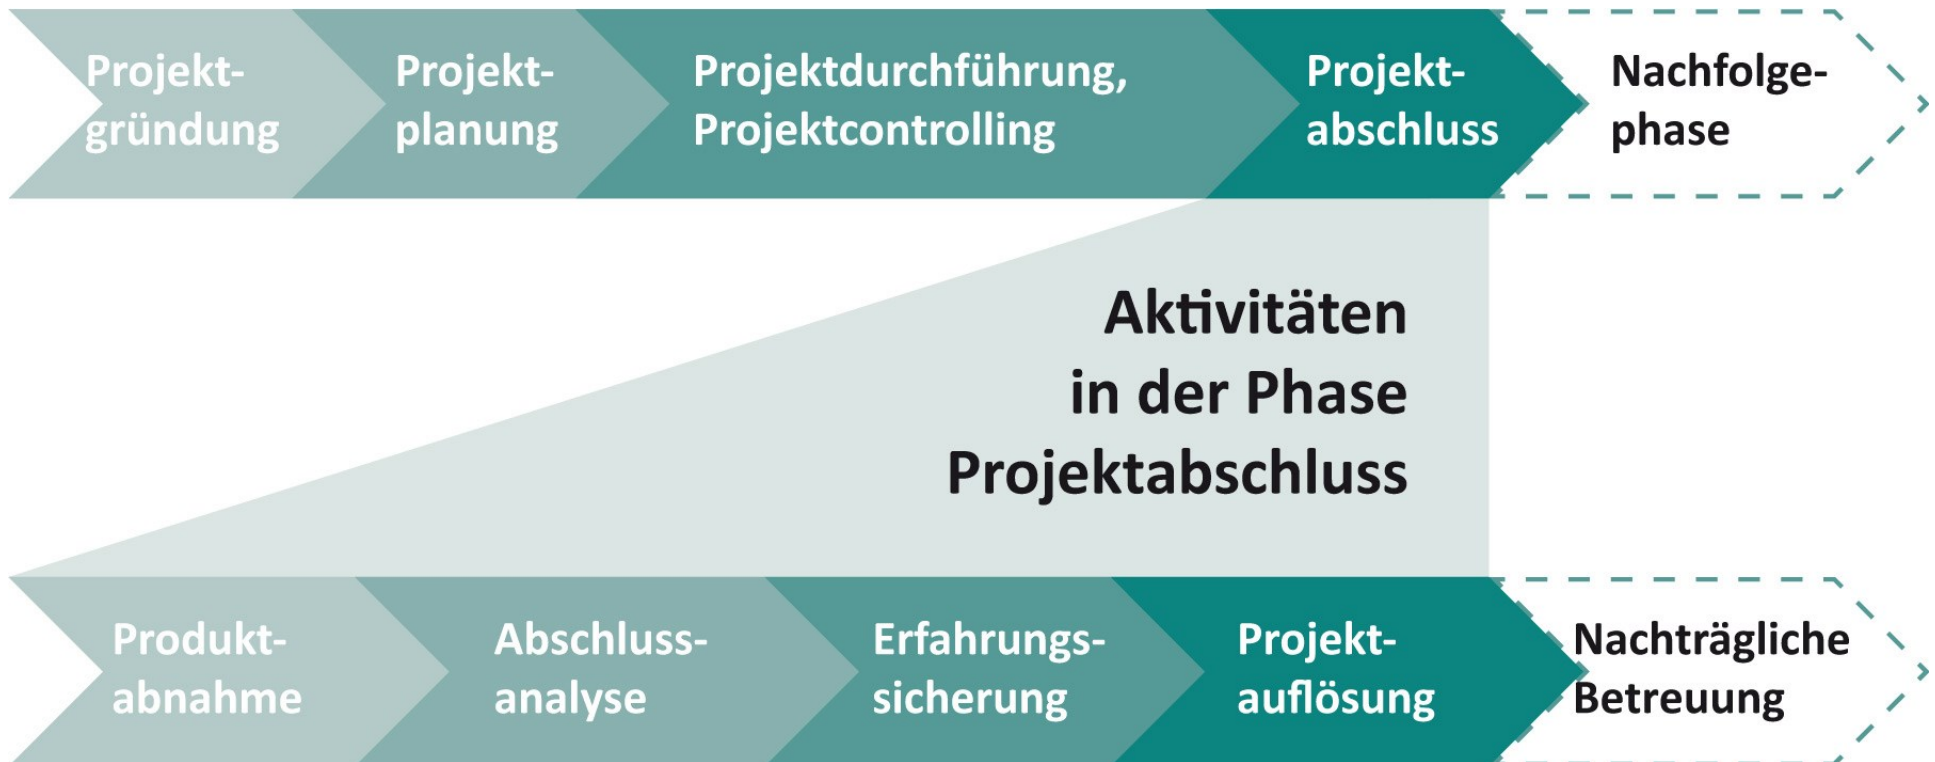 Projekt-
gründung
Projekt-
planung
Projektdurchführung,
Projektcontrolling
Projekt-
abschluss
Nachfolge-
phase
Aktivitäten
in der Phase
Projektabschluss
Produkt-
abnahme
Abschluss-
analyse
Erfahrungs-
sicherung
Projekt-
auflösung
Nachträgliche
Betreuung